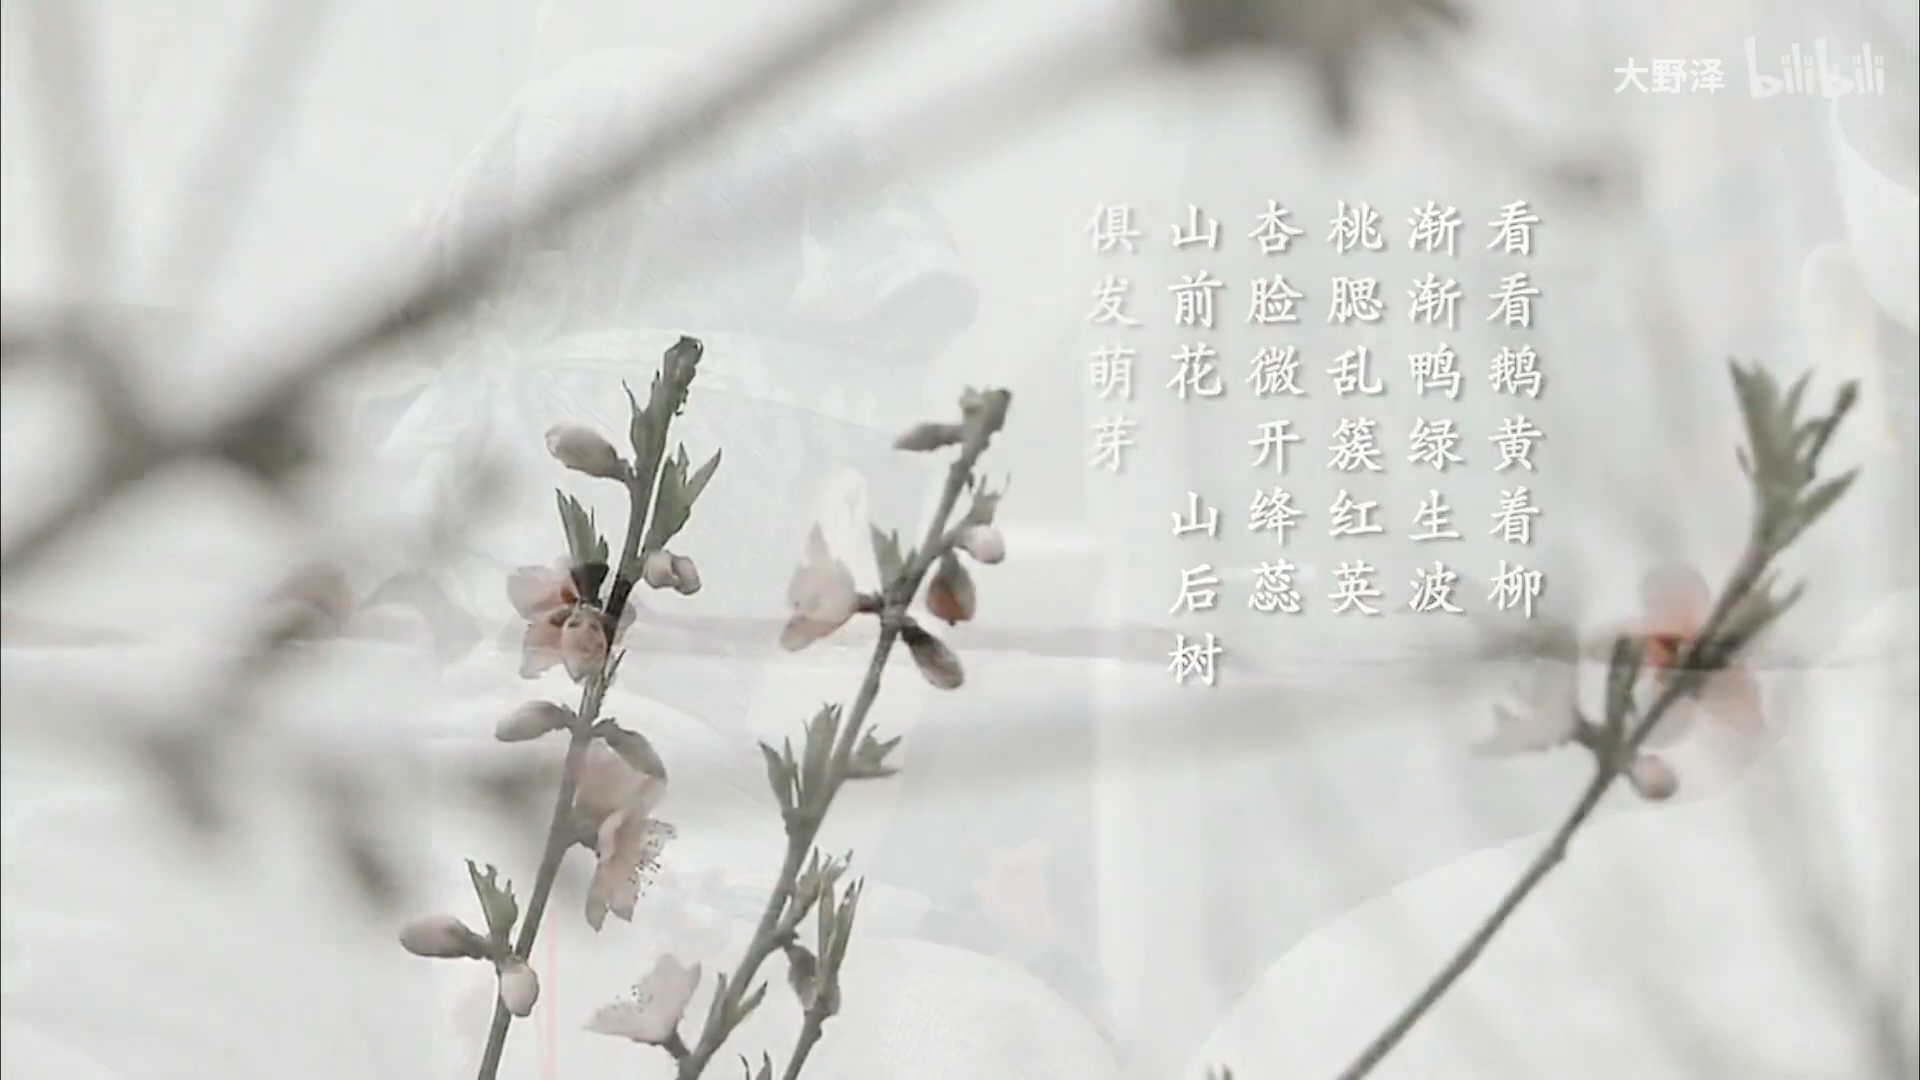 大野泽 bilibili
看看鹅黄着柳
渐渐鸭绿生波
桃腮乱簇红英
杏脸微开绛蕊
山前花 山后树
俱发萌芽